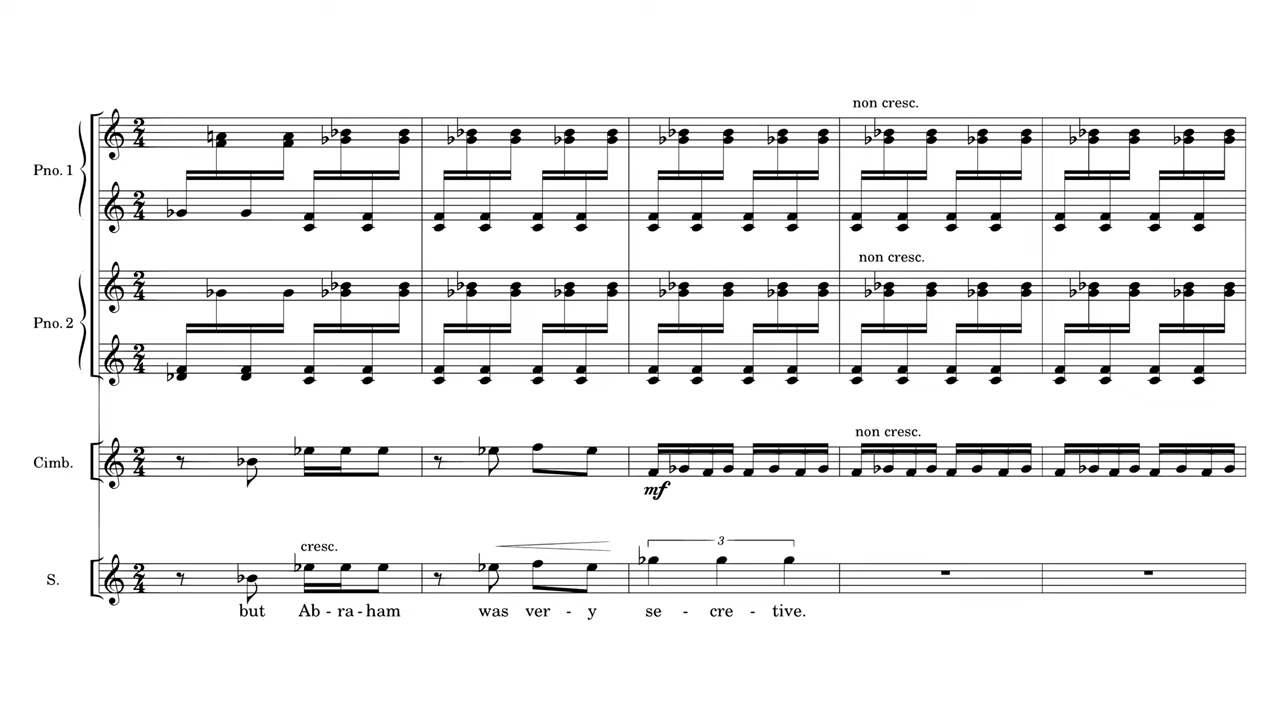 non cresc.
Pno. 1
non cresc.
Pno. 2
non cresc.
Cimb.
mf
cresc.
3
S.
but Ab - ra - ham was ver - y se - cre - tive.